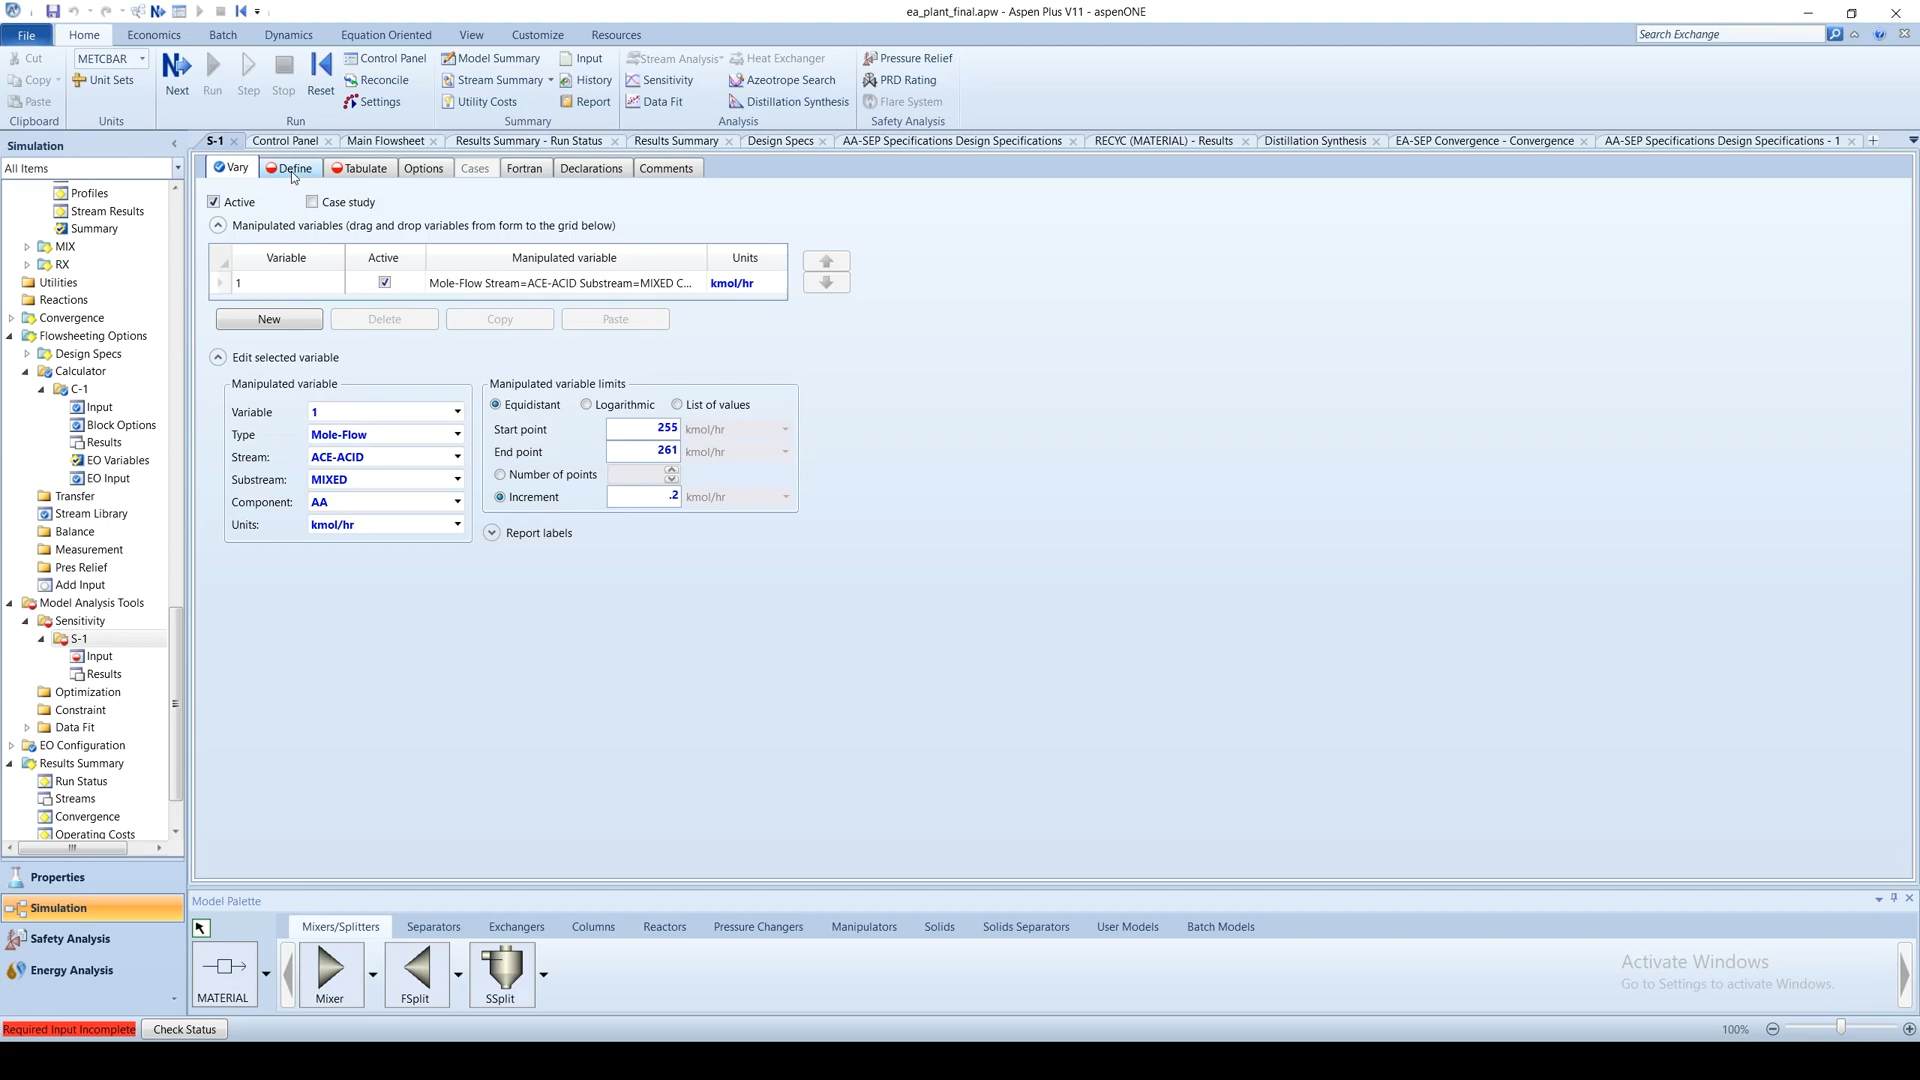 ea_plant_final.apw - Aspen Plus V11 - aspenONE
File Home Economics Batch Dynamics Equation Oriented View Customize Resources Search Exchange
Cut METCBAR Control Panel Model Summary Input Stream Analysis Heat Exchanger Pressure Relief
Copy Unit Sets Next Run Step Stop Reset Reconcile Stream Summary History Sensitivity Azeotrope Search PRD Rating
Paste Settings Utility Costs Report Data Fit Distillation Synthesis Flare System
Clipboard Units Run Summary Analysis Safety Analysis
Simulation
All Items
Profiles
Stream Results
Summary
MIX
RX
Utilities
Reactions
Convergence
Flowsheeting Options
Design Specs
Calculator
C-1
Input
Block Options
Results
EO Variables
EO Input
Transfer
Stream Library
Balance
Measurement
Pres Relief
Add Input
Model Analysis Tools
Sensitivity
S-1
Input
Results
Optimization
Constraint
Data Fit
EO Configuration
Results Summary
Run Status
Streams
Convergence
Operating Costs
Properties
Simulation
Safety Analysis
Energy Analysis
S-1 Control Panel Main Flowsheet Results Summary - Run Status Results Summary Design Specs AA-SEP Specifications Design Specifications RECYC (MATERIAL) - Results Distillation Synthesis EA-SEP Convergence - Convergence AA-SEP Specifications Design Specifications - 1
Vary Define Tabulate Options Cases Fortran Declarations Comments
Active Case study
Manipulated variables (drag and drop variables from form to the grid below)
Variable Active Manipulated variable Units
1 Mole-Flow Stream=ACE-ACID Substream=MIXED C... kmol/hr
New Delete Copy Paste
Edit selected variable
Manipulated variable
Variable 1
Type Mole-Flow
Stream: ACE-ACID
Substream: MIXED
Component: AA
Units: kmol/hr
Manipulated variable limits
Equidistant Logarithmic List of values
Start point 255 kmol/hr
End point 261 kmol/hr
Number of points
Increment .2 kmol/hr
Report labels
Model Palette
Mixers/Splitters Separators Exchangers Columns Reactors Pressure Changers Manipulators Solids Solids Separators User Models Batch Models
MATERIAL Mixer FSplit SSplit
Activate Windows
Go to Settings to activate Windows.
Required Input Incomplete Check Status 100%